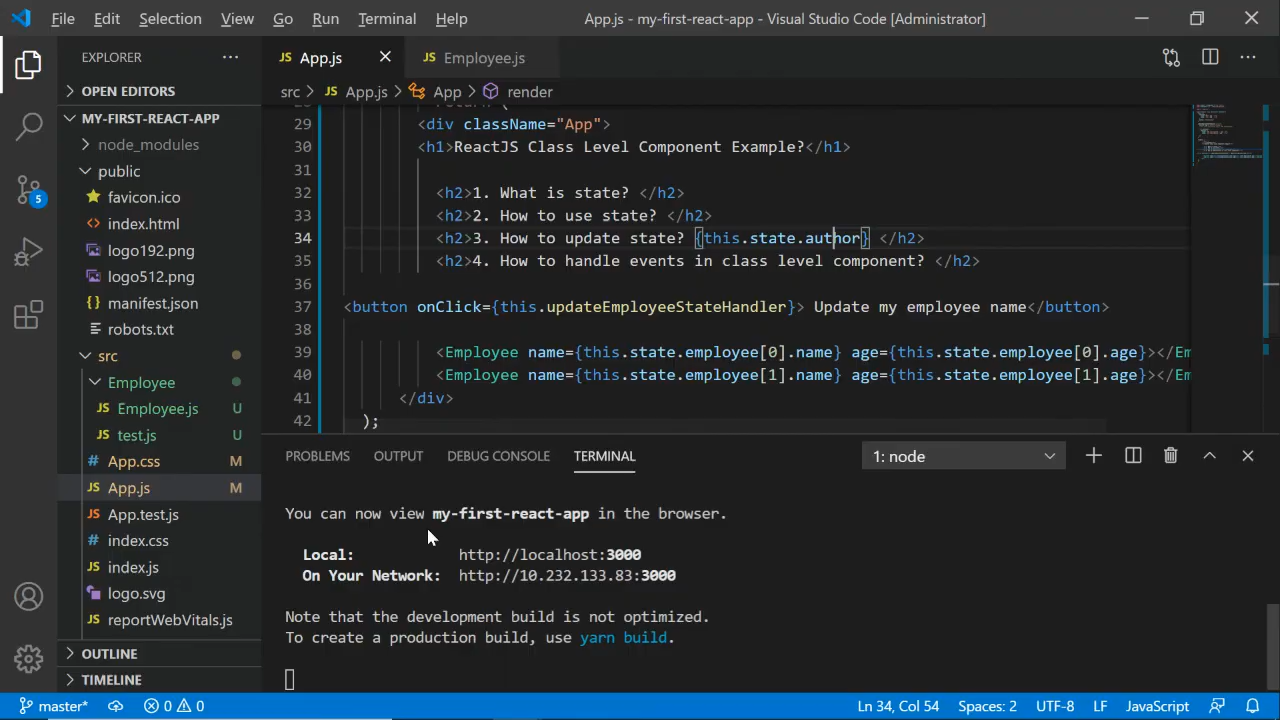 File Edit Selection View Go Run Terminal Help App.js - my-first-react-app - Visual Studio Code [Administrator]
EXPLORER
OPEN EDITORS
MY-FIRST-REACT-APP
node_modules
public
favicon.ico
index.html
logo192.png
logo512.png
manifest.json
robots.txt
src
Employee
JS Employee.js U
JS test.js U
# App.css M
JS App.js M
JS App.test.js
# index.css
JS index.js
logo.svg
JS reportWebVitals.js
OUTLINE
TIMELINE
5
JS App.js JS Employee.js
src > JS App.js > App > render
29 <div className="App">
30 <h1>ReactJS Class Level Component Example?</h1>
31
32 <h2>1. What is state? </h2>
33 <h2>2. How to use state? </h2>
34 <h2>3. How to update state? {this.state.author} </h2>
35 <h2>4. How to handle events in class level component? </h2>
36
37 <button onClick={this.updateEmployeeStateHandler}> Update my employee name</button>
38
39 <Employee name={this.state.employee[0].name} age={this.state.employee[0].age}></Em
40 <Employee name={this.state.employee[1].name} age={this.state.employee[1].age}></Em
41 </div>
42 );
PROBLEMS OUTPUT DEBUG CONSOLE TERMINAL 1: node
You can now view my-first-react-app in the browser.
Local: http://localhost:3000
On Your Network: http://10.232.133.83:3000
Note that the development build is not optimized.
To create a production build, use yarn build.
master* 0 0 Ln 34, Col 54 Spaces: 2 UTF-8 LF JavaScript